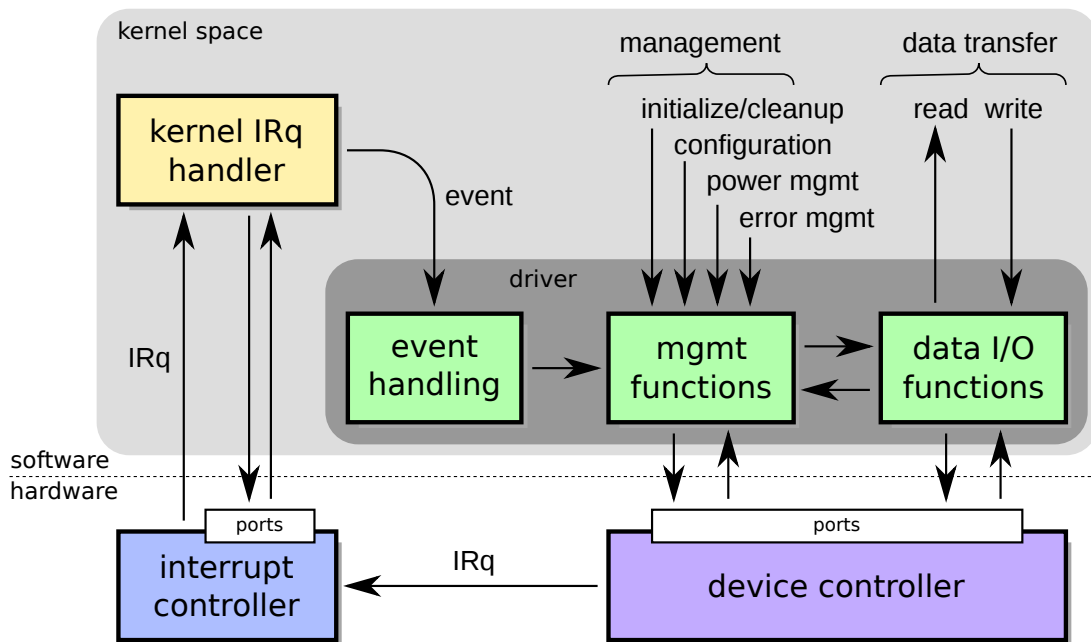 kernel space
management
data transfer
initialize/cleanup
read write
kernel IRq
handler
configuration
power mgmt
event
error mgmt
driver
event
handling
mgmt
functions
data I/O
functions
IRq
software
hardware
ports
ports
interrupt
controller
IRq
device controller